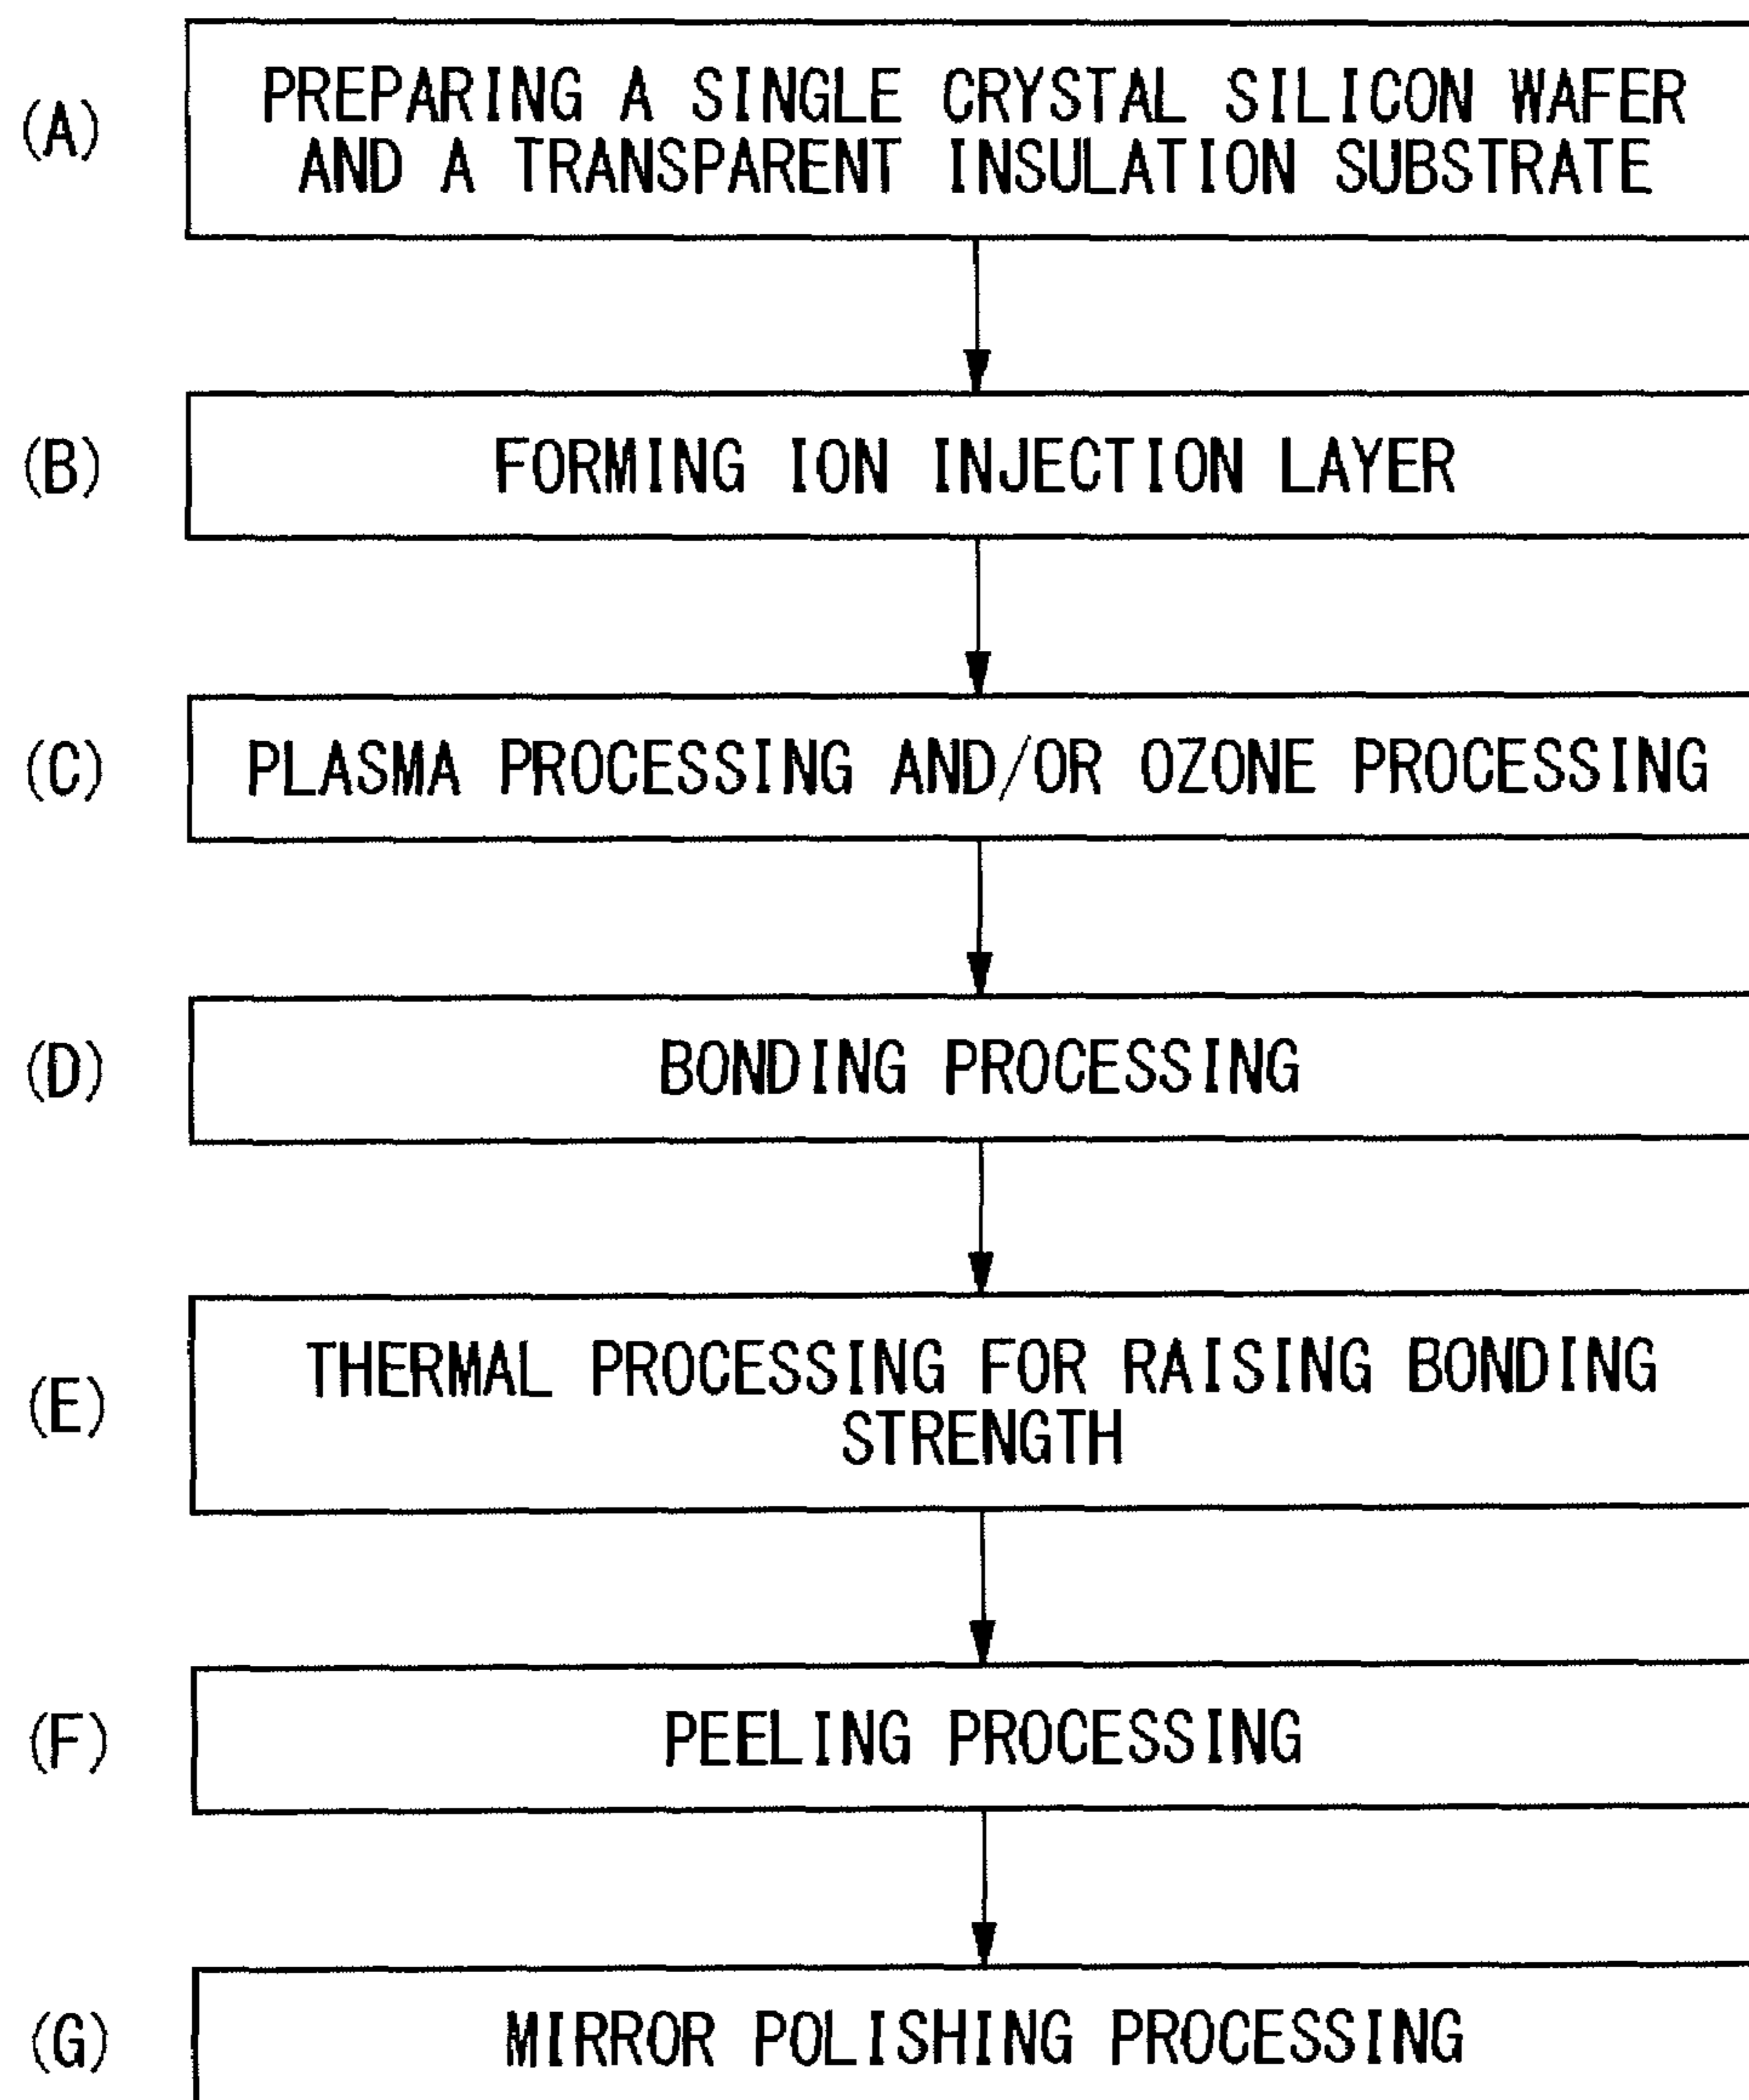 (A) PREPARING A SINGLE CRYSTAL SILICON WAFER
AND A TRANSPARENT INSULATION SUBSTRATE
(B) FORMING ION INJECTION LAYER
(C) PLASMA PROCESSING AND/OR OZONE PROCESSING
(D) BONDING PROCESSING
(E) THERMAL PROCESSING FOR RAISING BONDING
STRENGTH
(F) PEELING PROCESSING
(G) MIRROR POLISHING PROCESSING